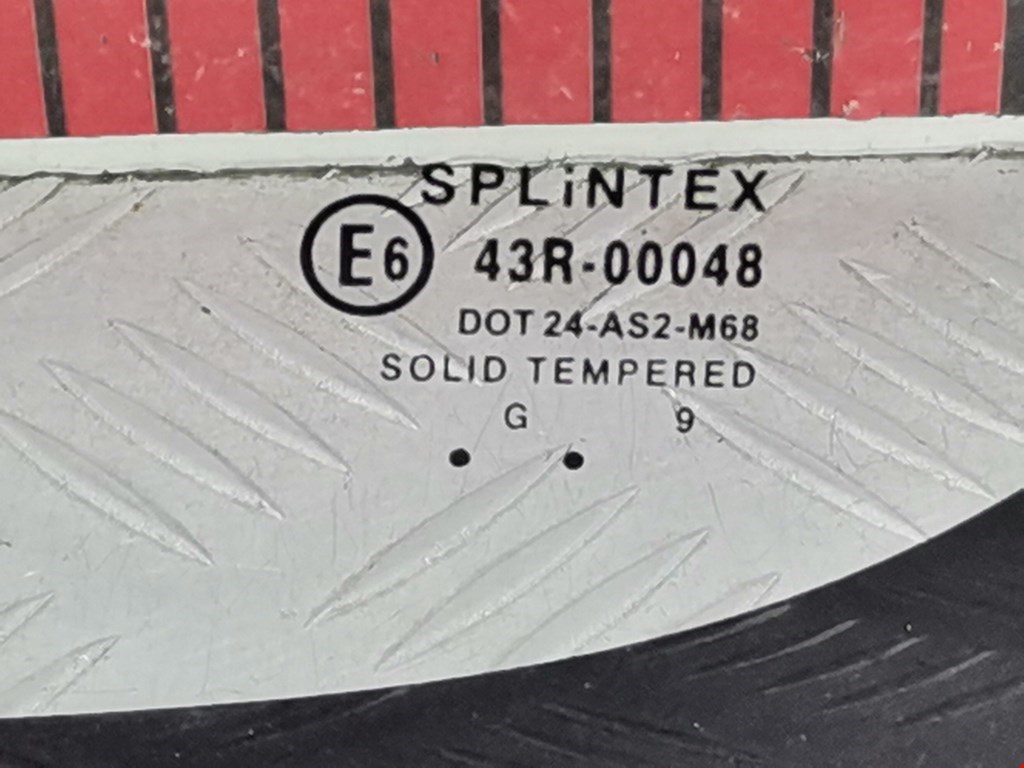 SPLiNTEX
E6 43R-00048
DOT 24-AS2-M68
SOLID TEMPERED
G 9